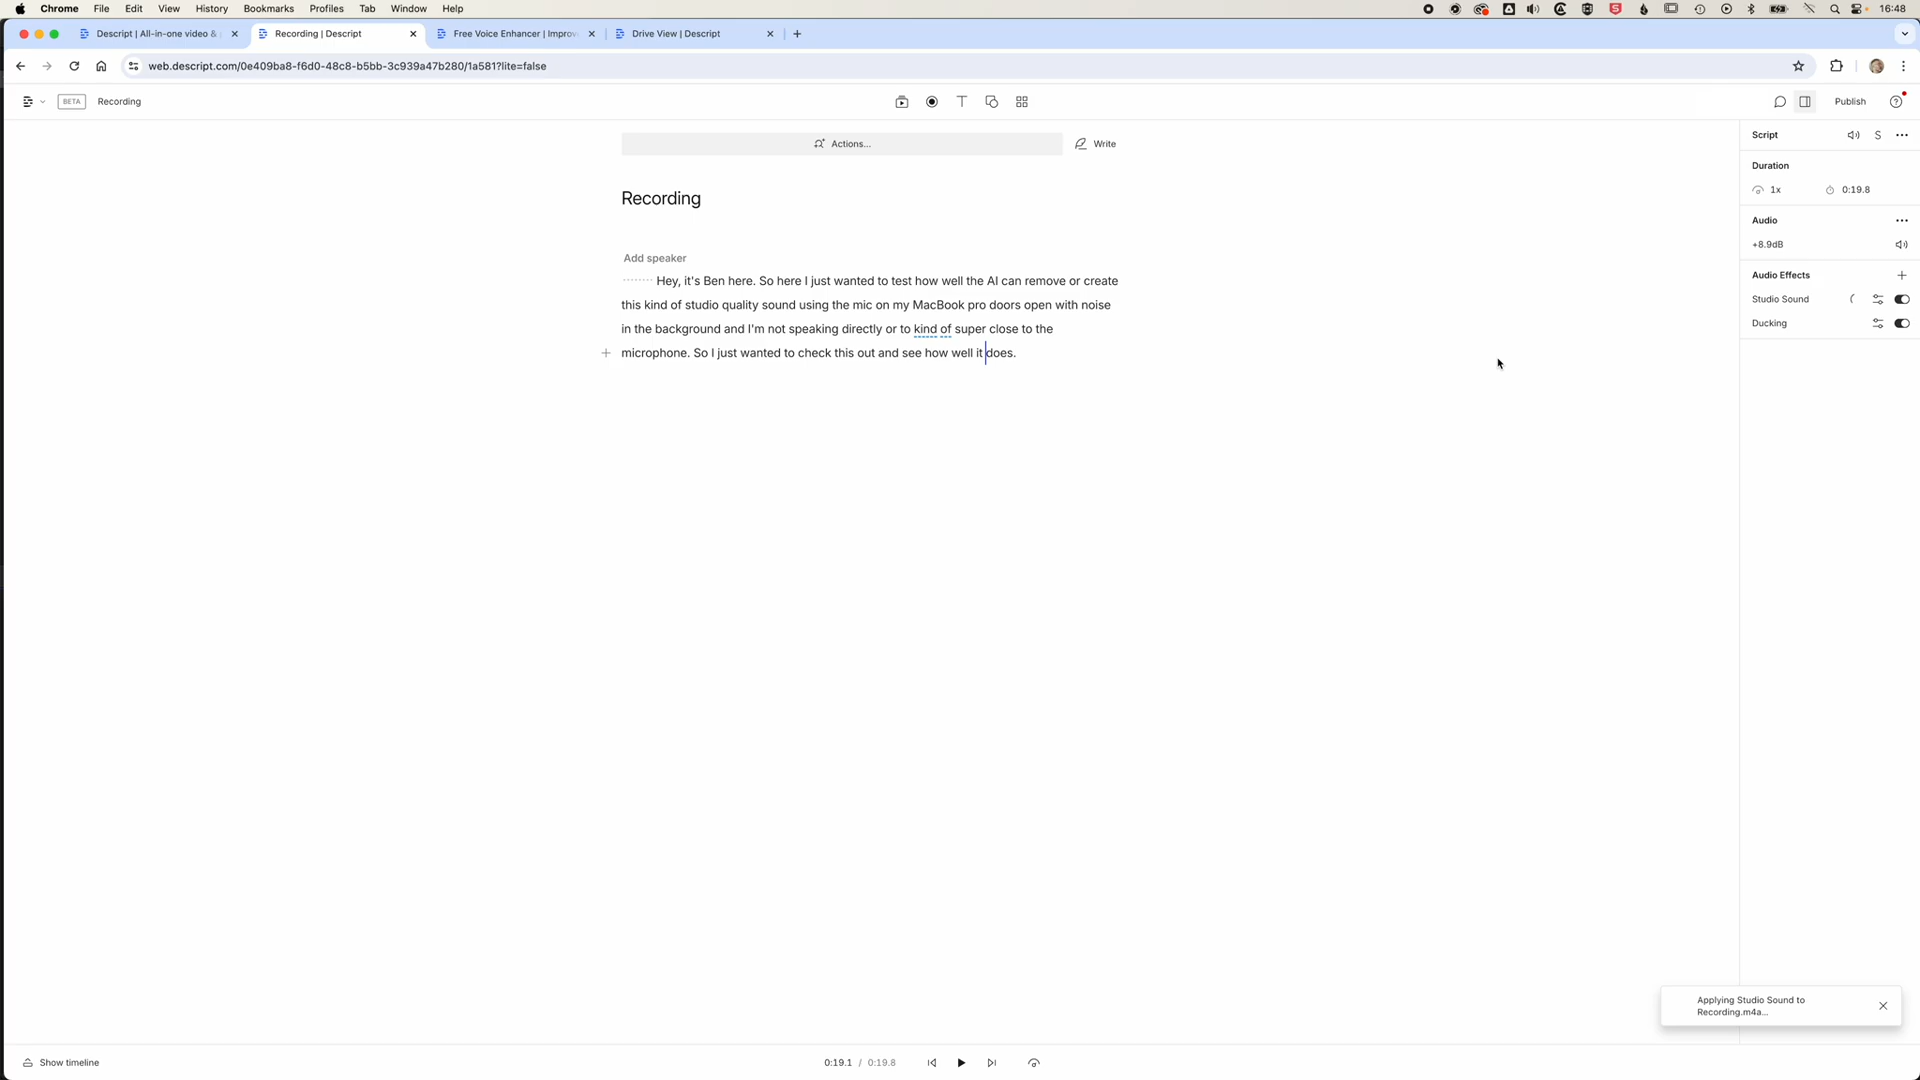 Chrome File Edit View History Bookmarks Profiles Tab Window Help 16:48
Descript | All-in-one video & Recording | Descript Free Voice Enhancer | Improv Drive View | Descript
web.descript.com/0e409ba8-f6d0-48c8-b5bb-3c939a47b280/1a581?lite=false
BETA Recording Publish
Actions... Write
Script S
Duration
1x 0:19.8
Recording
Audio
+8.9dB
Add speaker
Audio Effects
Hey, it's Ben here. So here I just wanted to test how well the AI can remove or create
Studio Sound
this kind of studio quality sound using the mic on my MacBook pro doors open with noise
Ducking
in the background and I'm not speaking directly or to kind of super close to the
microphone. So I just wanted to check this out and see how well it does.
Applying Studio Sound to
Recording.m4a...
Show timeline 0:19.1 / 0:19.8